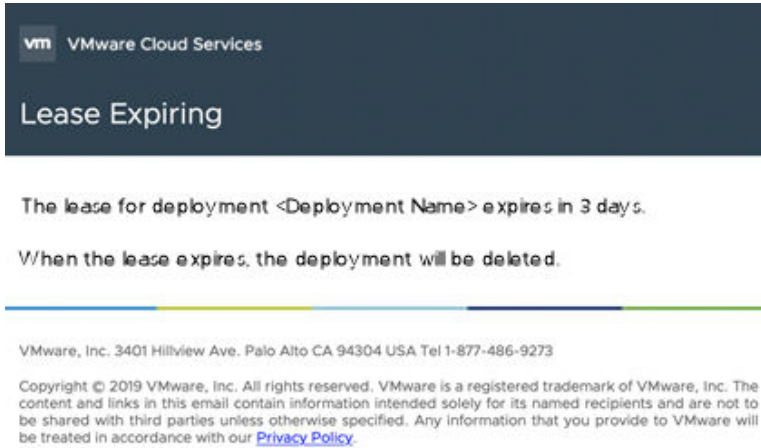 vm VMware Cloud Services
Lease Expiring
The lease for deployment <Deployment Name> expires in 3 days.
When the lease expires, the deployment will be deleted.
VMware, Inc. 3401 Hillview Ave. Palo Alto CA 94304 USA Tel 1-877-486-9273
Copyright © 2019 VMware, Inc. All rights reserved. VMware is a registered trademark of VMware, Inc. The
content and links in this email contain information intended solely for its named recipients and are not to
be shared with third parties unless otherwise specified. Any information that you provide to VMware will
be treated in accordance with our Privacy Policy.